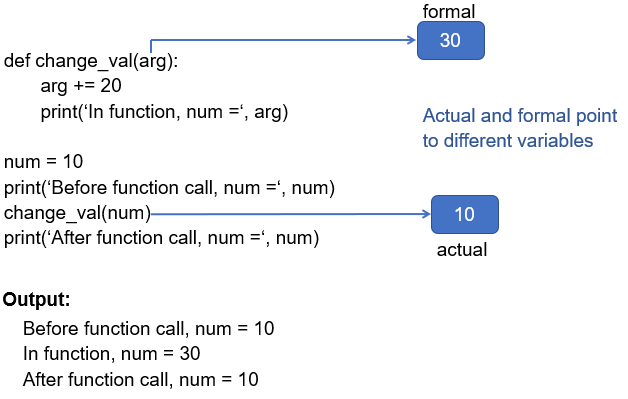 formal
30
def change_val(arg):
arg += 20
print(‘In function, num =‘, arg)
Actual and formal point
to different variables
num = 10
print(‘Before function call, num =‘, num)
change_val(num)
10
print(‘After function call, num =‘, num)
actual
Output:
Before function call, num = 10
In function, num = 30
After function call, num = 10